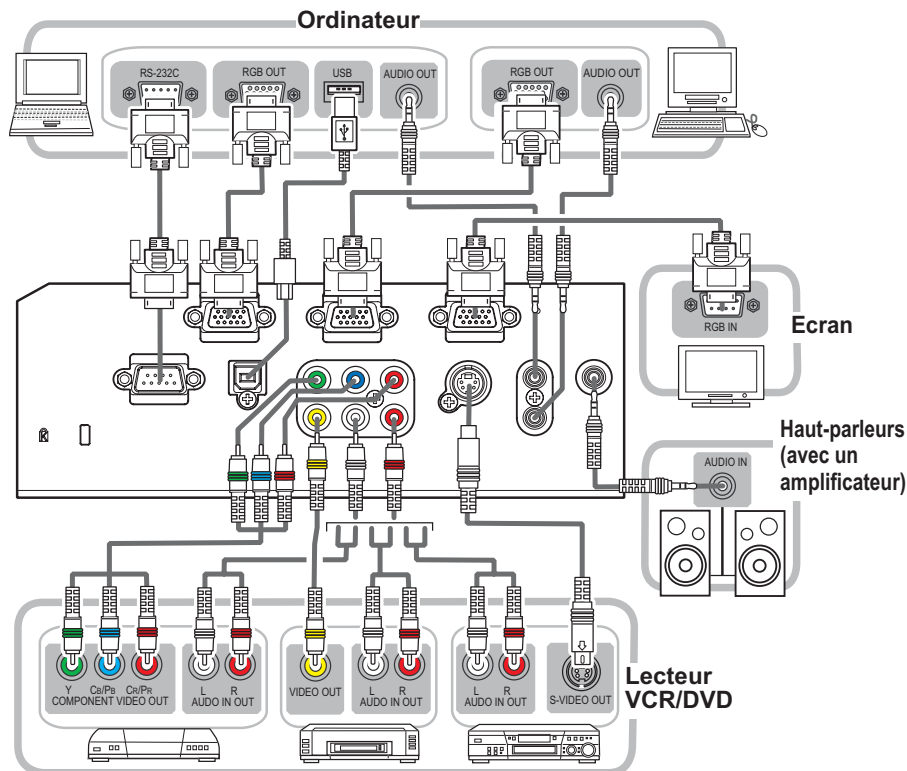 Ordinateur
RS-232C
RGB OUT
USB
AUDIO OUT
RGB OUT
AUDIO OUT
RGB IN
Ecran
Haut-parleurs
(avec un
amplificateur)
AUDIO IN
Y CB/PB CR/PR
COMPONENT VIDEO OUT
L R
AUDO IN OUT
VIDEO OUT
L R
AUDO IN OUT
L R
AUDO IN OUT
S-VIDEO OUT
Lecteur
VCR/DVD